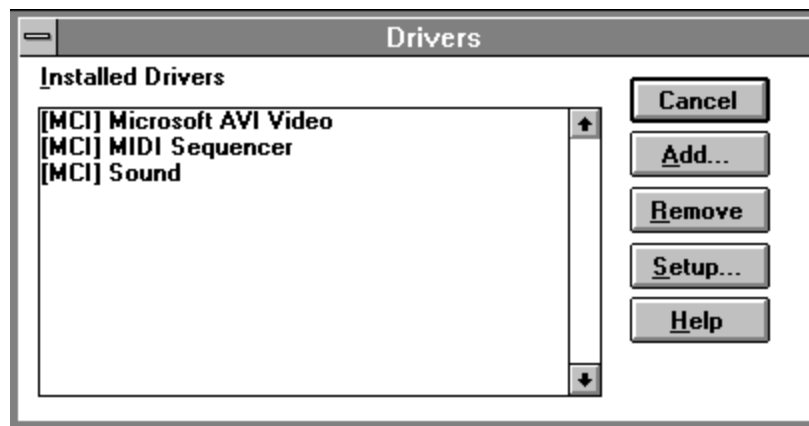 Drivers
Installed Drivers
[MCI] Microsoft AVI Video
[MCI] MIDI Sequencer
[MCI] Sound
Cancel
Add...
Remove
Setup...
Help